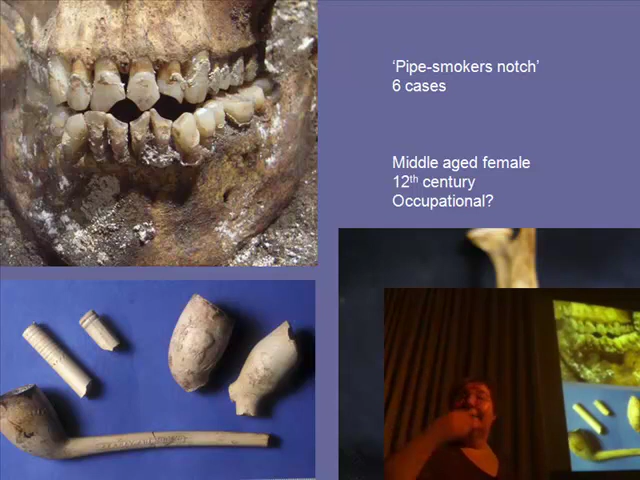 ‘Pipe-smokers notch’
6 cases
Middle aged female
12th century
Occupational?